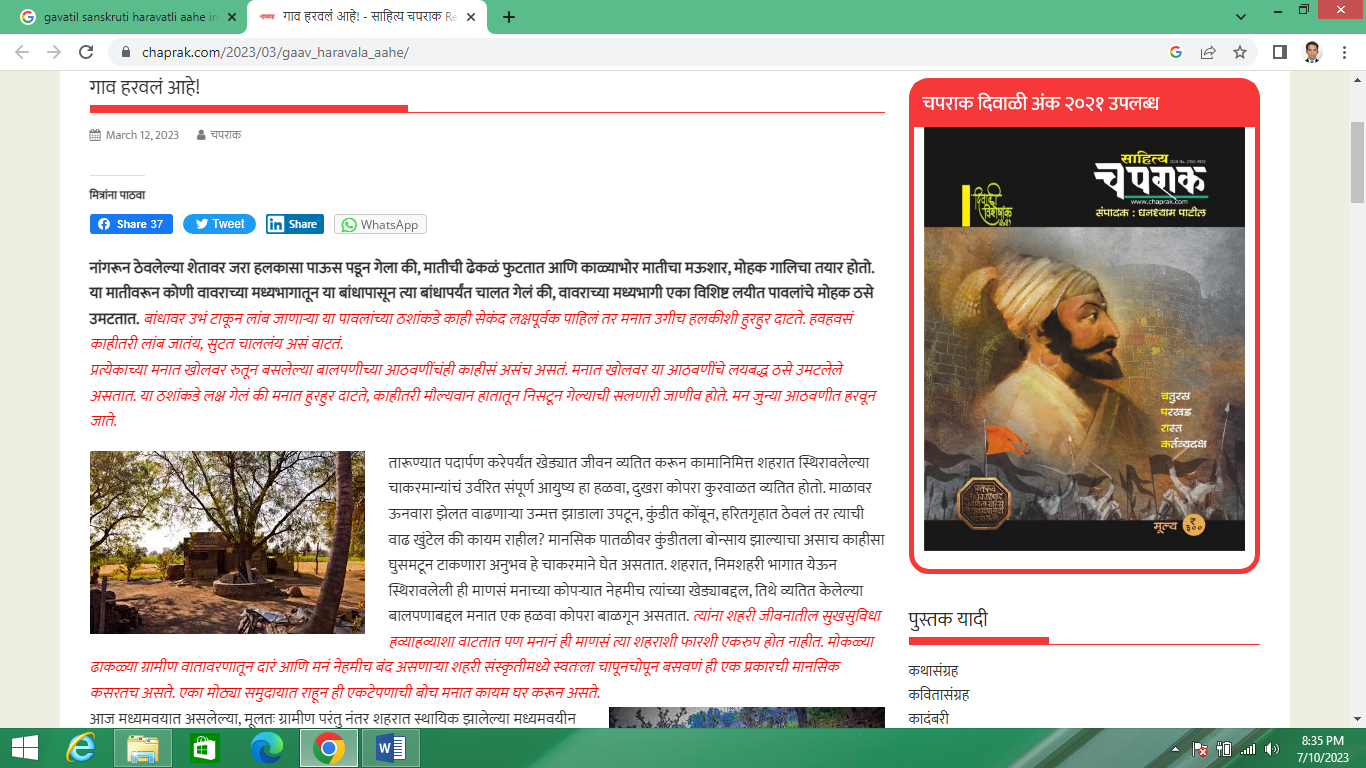 gavatil sanskruti haravatli aahe in
गाव हरवलं आहे! - साहित्य चपराक Re
chaprak.com/2023/03/gaav_haravala_aahe/
गाव हरवलं आहे!
March 12, 2023 चपराक
मित्रांना पाठवा
Share 37 Tweet Share WhatsApp
नांगरून ठेवलेल्या शेतावर जरा हलकासा पाऊस पडून गेला की, मातीची ढेकळं फुटतात आणि काळ्याभोर मातीचा मऊशार, मोहक गालिचा तयार होतो.
या मातीवरून कोणी वावराच्या मध्यभागातून या बांधापासून त्या बांधापर्यंत चालत गेलं की, वावराच्या मध्यभागी एका विशिष्ट लयीत पावलांचे मोहक ठसे
उमटतात. बांधावर उभं टाकून लांब जाणाऱ्या या पावलांच्या ठशांकडे काही सेकंद लक्षपूर्वक पाहिलं तर मनात उगीच हलकीशी हुरहुर दाटते. हवहवसं
काहीतरी लांब जातंय, सुटत चाललंय असं वाटतं.
प्रत्येकाच्या मनात खोलवर रुतून बसलेल्या बालपणीच्या आठवणींचंही काहीसं असंच असतं. मनात खोलवर या आठवणींचे लयबद्ध ठसे उमटलेले
असतात. या ठशांकडे लक्ष गेलं की मनात हुरहुर दाटते, काहीतरी मौल्यवान हातातून निसटून गेल्याची सलणारी जाणीव होते. मन जुन्या आठवणीत हरवून
जाते.
तारूण्यात पदार्पण करेपर्यंत खेड्यात जीवन व्यतित करून कामानिमित्त शहरात स्थिरावलेल्या
चाकरमान्यांचं उर्वरित संपूर्ण आयुष्य हा हळवा, दुखरा कोपरा कुरवाळत व्यतित होतो. माळावर
ऊनवारा झेलत वाढणाऱ्या उन्मत्त झाडाला उपटून, कुंडीत कोंबून, हरितगृहात ठेवलं तर त्याची
वाढ खुंटेल की कायम राहील? मानसिक पातळीवर कुंडीतला बोन्साय झाल्याचा असाच काहीसा
घुसमटून टाकणारा अनुभव हे चाकरमाने घेत असतात. शहरात, निमशहरी भागात येऊन
स्थिरावलेली ही माणसं मनाच्या कोपऱ्यात नेहमीच त्यांच्या खेड्याबद्दल, तिथे व्यतित केलेल्या
बालपणाबद्दल मनात एक हळवा कोपरा बाळगून असतात. त्यांना शहरी जीवनातील सुखसुविधा
हव्याहव्याशा वाटतात पण मनानं ही माणसं त्या शहराशी फारशी एकरुप होत नाहीत. मोकळ्या
ढाकळ्या ग्रामीण वातावरणातून दारं आणि मनं नेहमीच बंद असणाऱ्या शहरी संस्कृतीमध्ये स्वतःला चापूनचोपून बसवणं ही एक प्रकारची मानसिक
कसरतच असते. एका मोठ्या समुदायात राहून ही एकटेपणाची बोच मनात कायम घर करून असते.
आज मध्यमवयात असलेल्या, मूलतः ग्रामीण परंतु नंतर शहरात स्थायिक झालेल्या मध्यमवयीन
चपराक दिवाळी अंक २०२१ उपलब्ध
साहित्य
चपराक
www.chaprak.com
संपादक : घनश्याम पाटील
दिवाळी
विशेषांक
चतुरस
परखड
रास्त
कर्तव्यदक्ष
मूल्य ₹ ३००
पुस्तक यादी
कथासंग्रह
कवितासंग्रह
कादंबरी
8:35 PM
7/10/2023